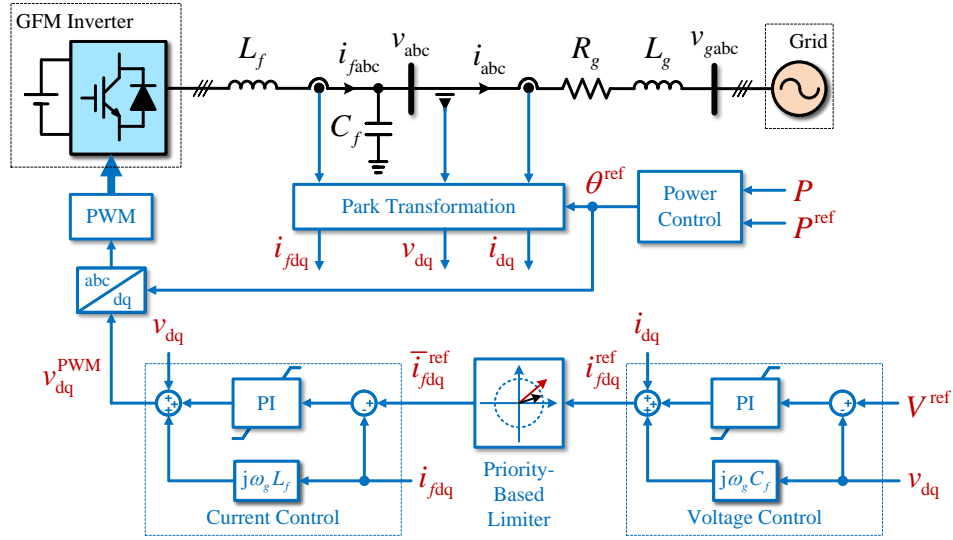 GFM Inverter
L_f
i_fabc
v_abc
i_abc
R_g
L_g
v_gabc
Grid
C_f
PWM
Park Transformation
θ^ref
Power
Control
P
P^ref
i_fdq
v_dq
i_dq
abc
dq
v_dq
i_dq
v_dq^PWM
i̅_fdq^ref
i_fdq^ref
PI
+
+
+
-
+
PI
+
+
+
-
+
V^ref
jω_g L_f
i_fdq
Priority-
Based
Limiter
jω_g C_f
v_dq
Current Control
Voltage Control